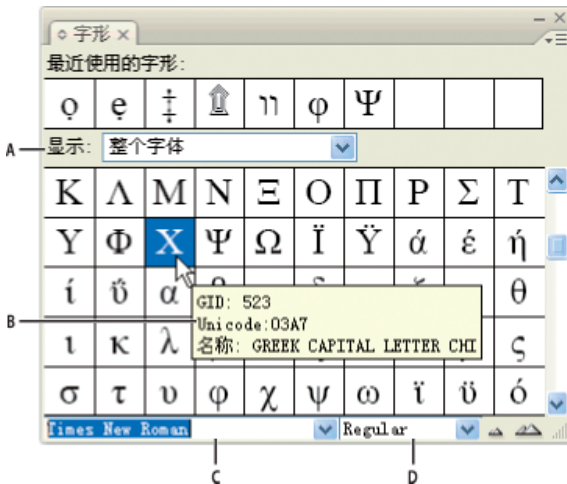 字形
最近使用的字形:
ọ ẹ ‡ װ φ Ψ
A 显示: 整个字体
Κ Λ Μ Ν Ξ Ο Π Ρ Σ Τ
Υ Φ Χ Ψ Ω Ϊ Ϋ ά έ ή
ί ΰ α θ
GID: 523
B Unicode:03A7
名称: GREEK CAPITAL LETTER CHI
ι κ λ ς
σ τ υ φ χ ψ ω ϊ ϋ ό
Times New Roman Regular
C D